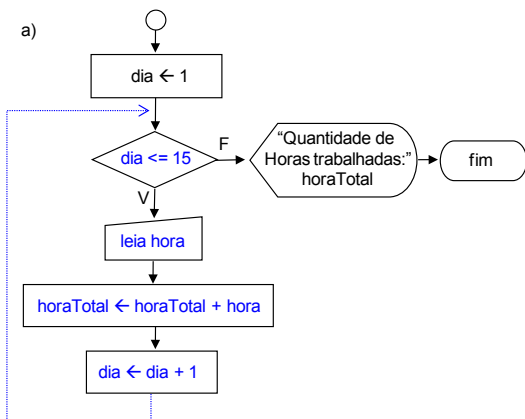 a)
dia ← 1
dia <= 15
F
“Quantidade de
Horas trabalhadas:”
horaTotal
fim
V
leia hora
horaTotal ← horaTotal + hora
dia ← dia + 1